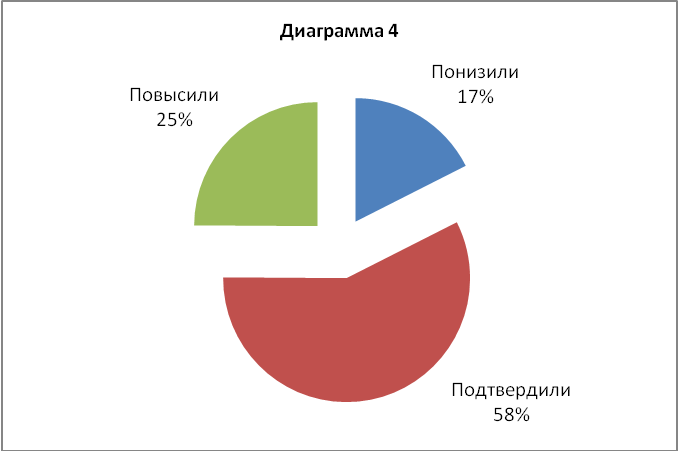 Диаграмма 4
Понизили
17%
Повысили
25%
Подтвердили
58%